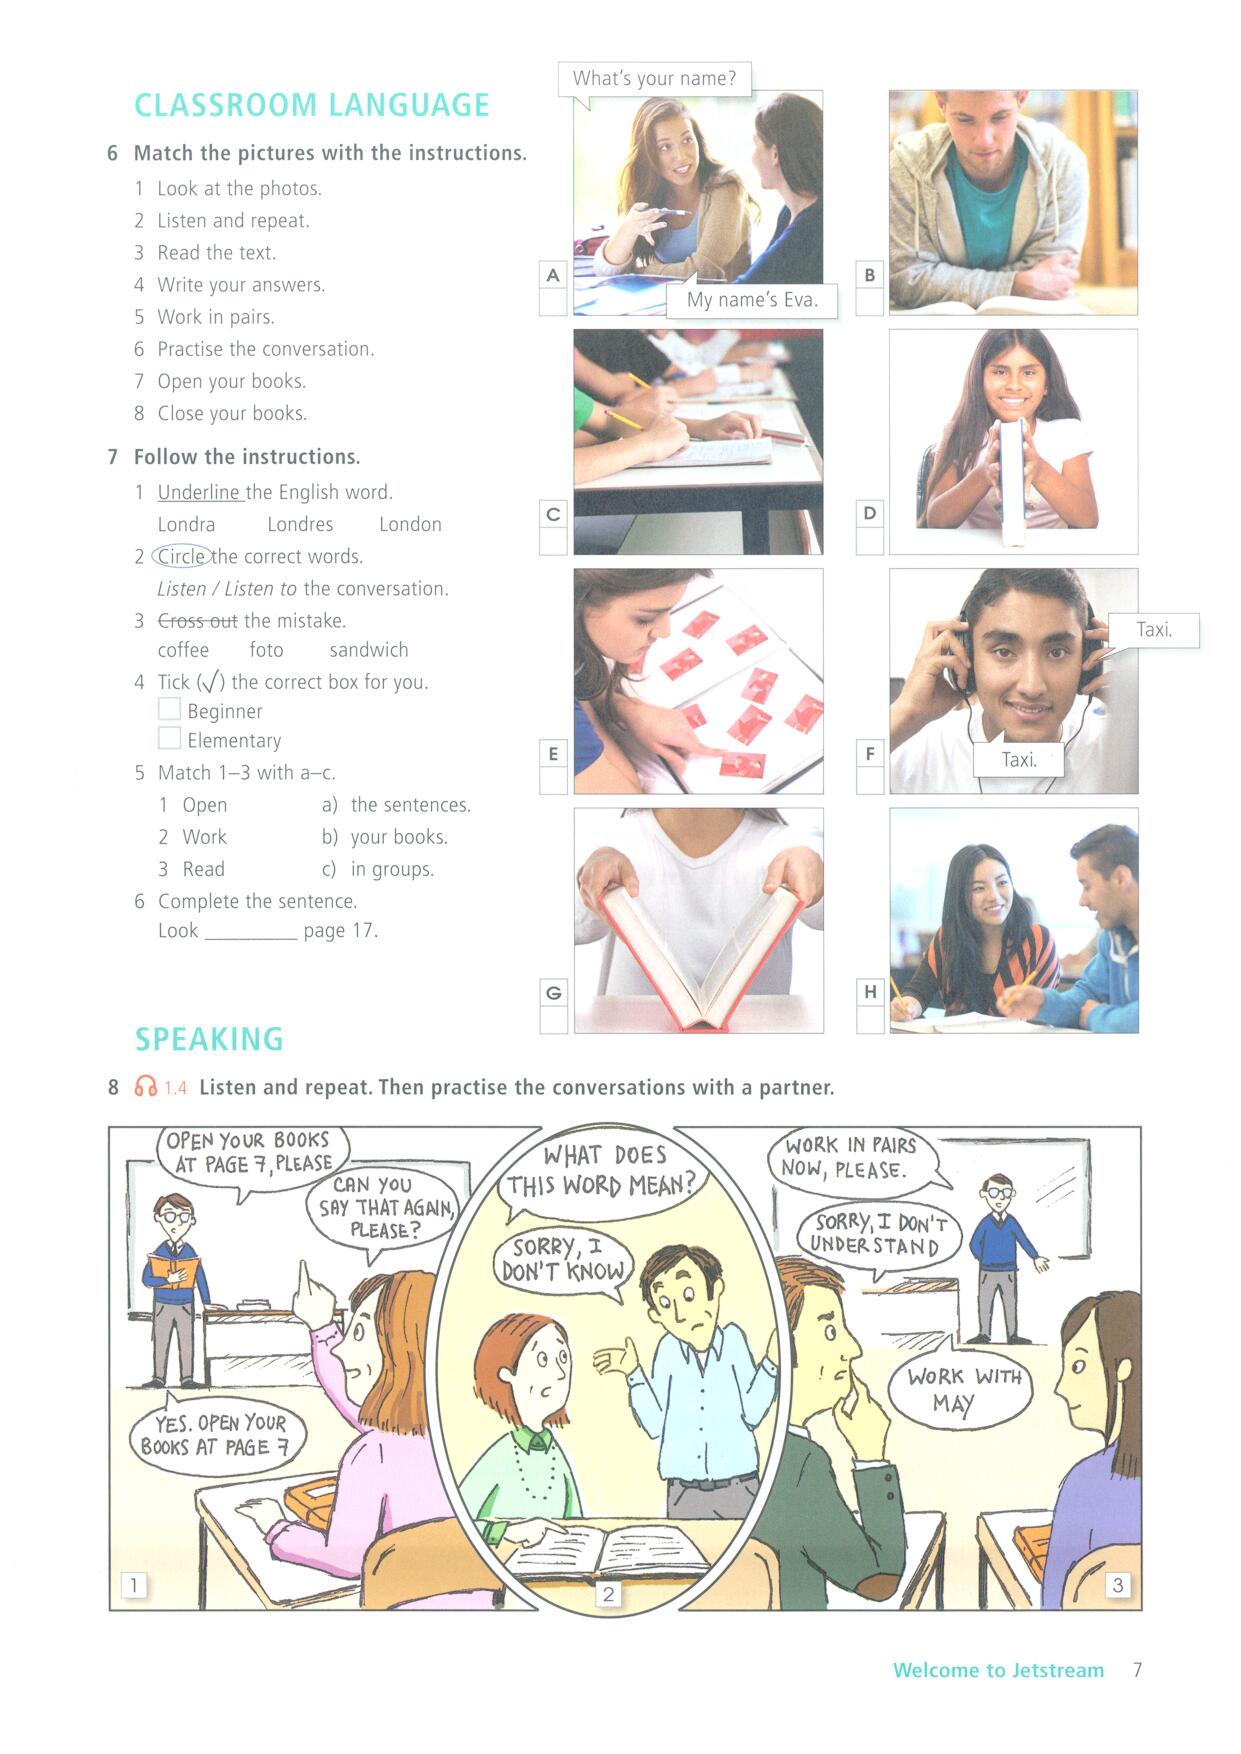 CLASSROOM LANGUAGE
6 Match the pictures with the instructions.
1 Look at the photos.
2 Listen and repeat.
3 Read the text.
4 Write your answers.
5 Work in pairs.
6 Practise the conversation.
7 Open your books.
8 Close your books.
7 Follow the instructions.
1 Underline the English word.
Londra Londres London
2 Circle the correct words.
Listen / Listen to the conversation.
3 Cross out the mistake.
coffee foto sandwich
4 Tick (✓) the correct box for you.
Beginner
Elementary
5 Match 1–3 with a–c.
1 Open a) the sentences.
2 Work b) your books.
3 Read c) in groups.
6 Complete the sentence.
Look _________ page 17.
What's your name?
My name's Eva.
A
B
C
D
E
F
Taxi.
Taxi.
G
H
SPEAKING
8 1.4 Listen and repeat. Then practise the conversations with a partner.
OPEN YOUR BOOKS
AT PAGE 7, PLEASE
CAN YOU
SAY THAT AGAIN,
PLEASE?
YES. OPEN YOUR
BOOKS AT PAGE 7
1
WHAT DOES
THIS WORD MEAN?
SORRY, I
DON'T KNOW
2
WORK IN PAIRS
NOW, PLEASE.
SORRY, I DON'T
UNDERSTAND
WORK WITH
MAY
3
Welcome to Jetstream 7